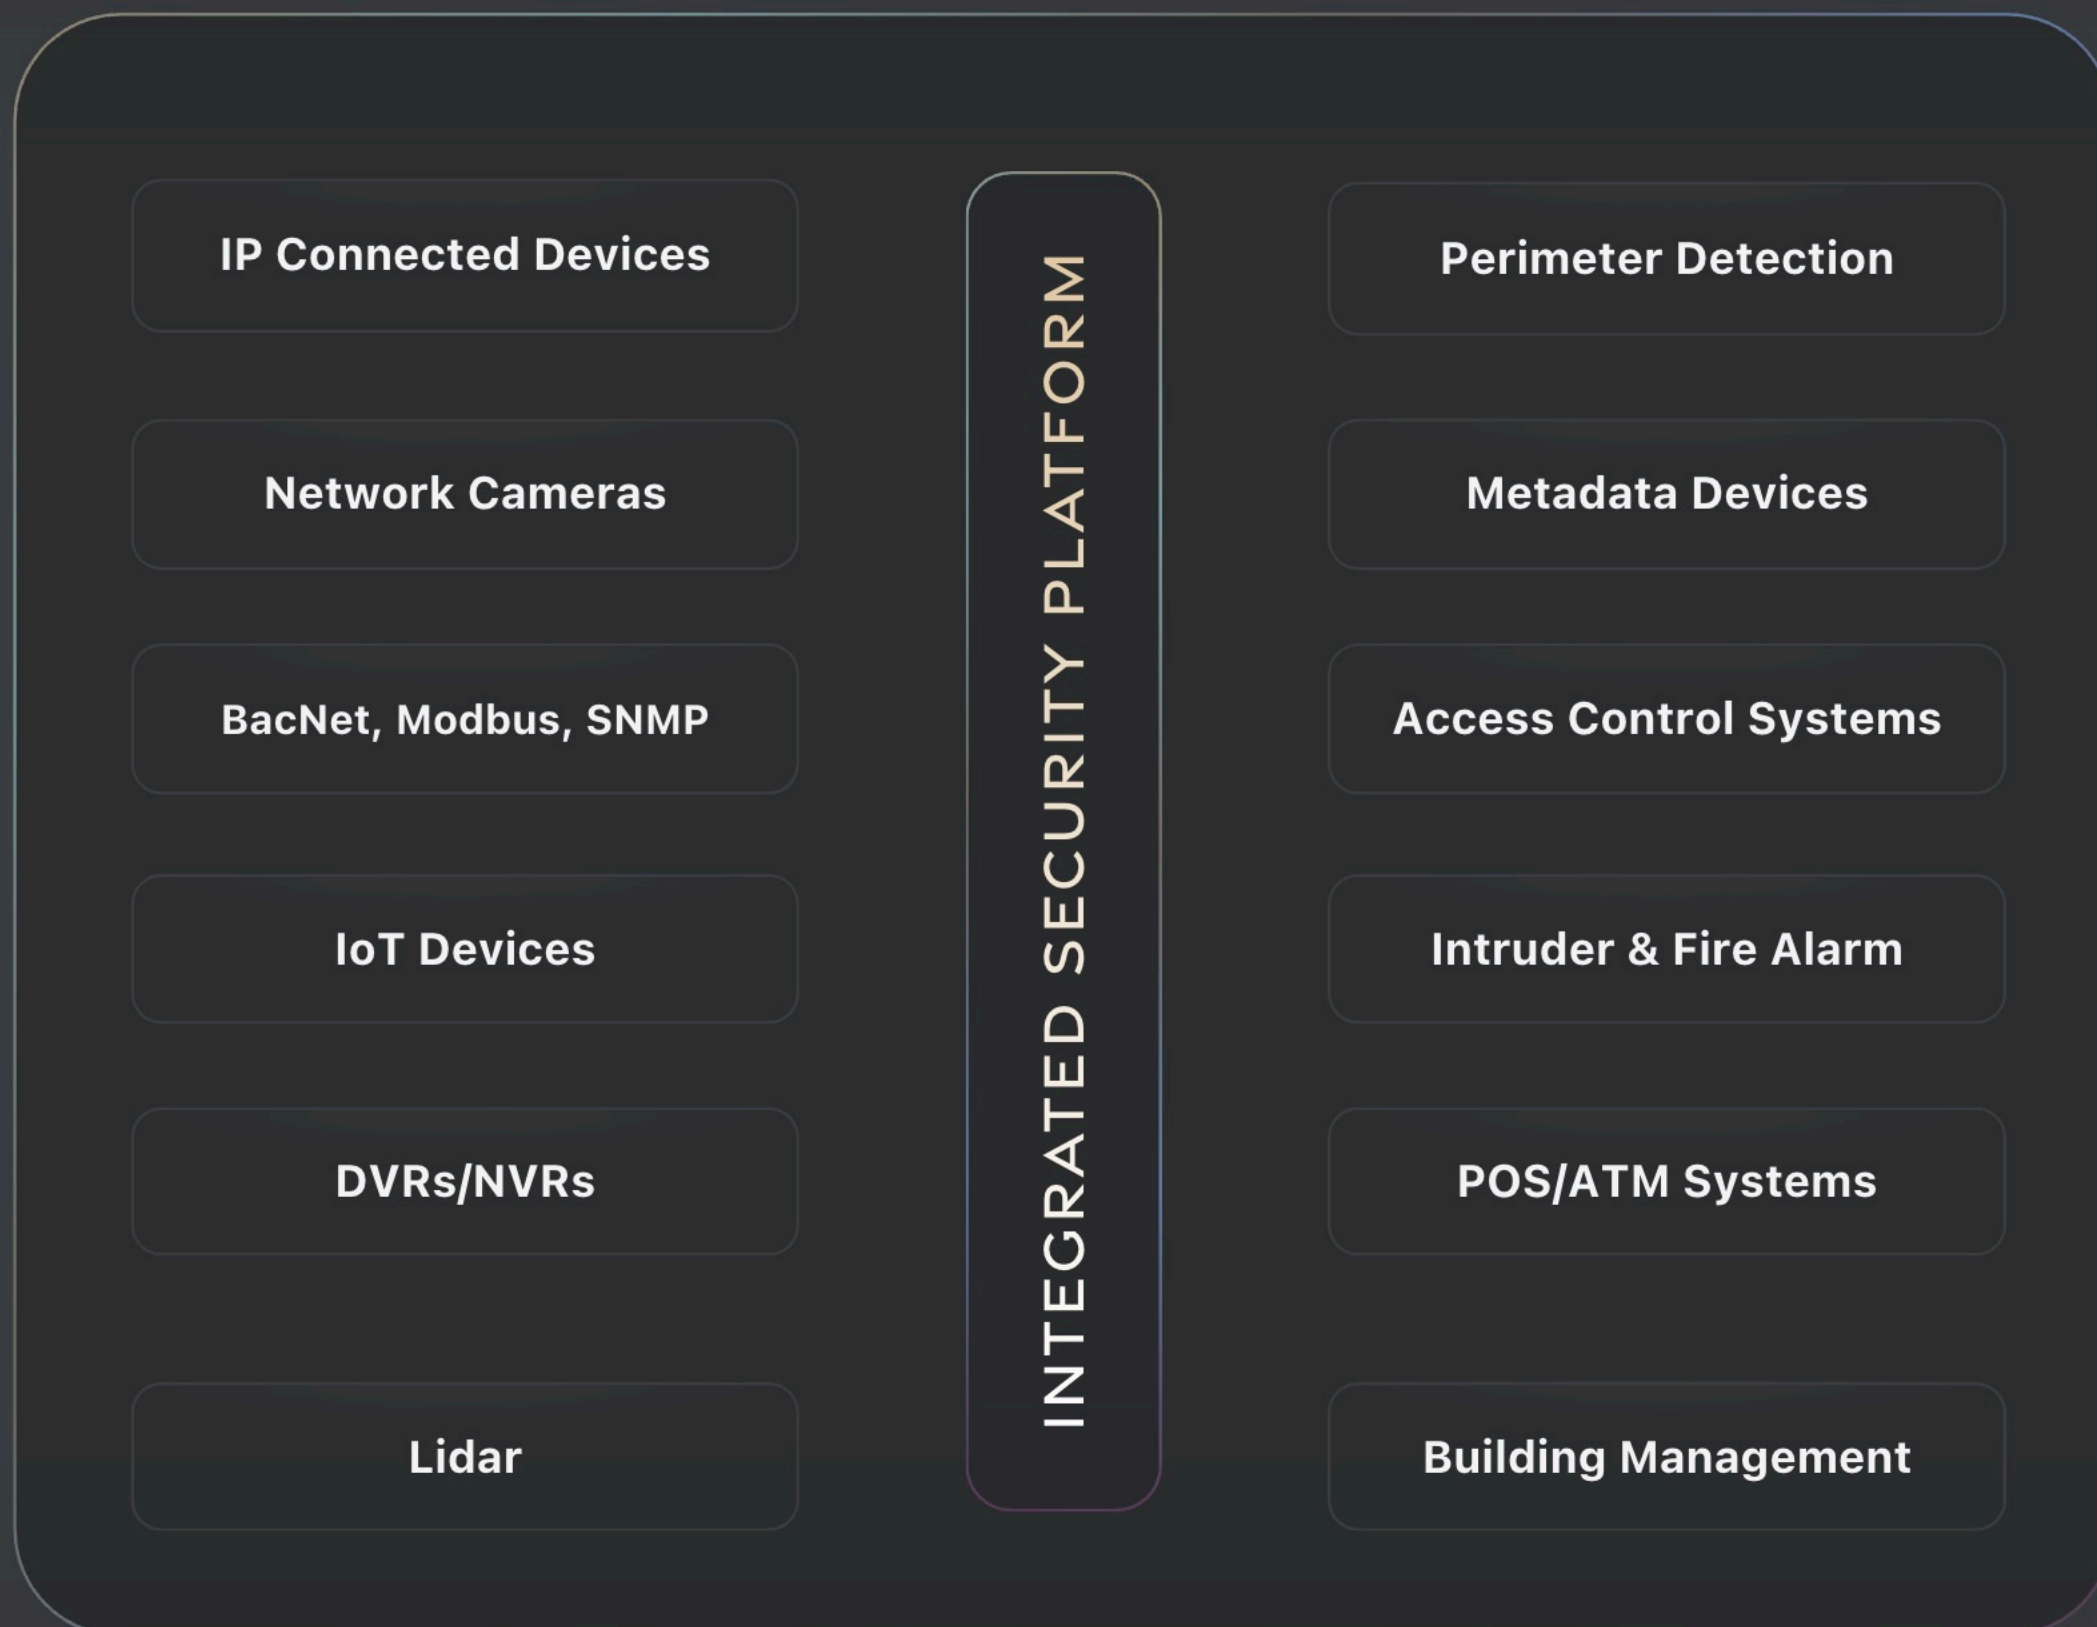 IP Connected Devices
Network Cameras
BacNet, Modbus, SNMP
IoT Devices
DVRs/NVRs
Lidar
INTEGRATED SECURITY PLATFORM
Perimeter Detection
Metadata Devices
Access Control Systems
Intruder & Fire Alarm
POS/ATM Systems
Building Management